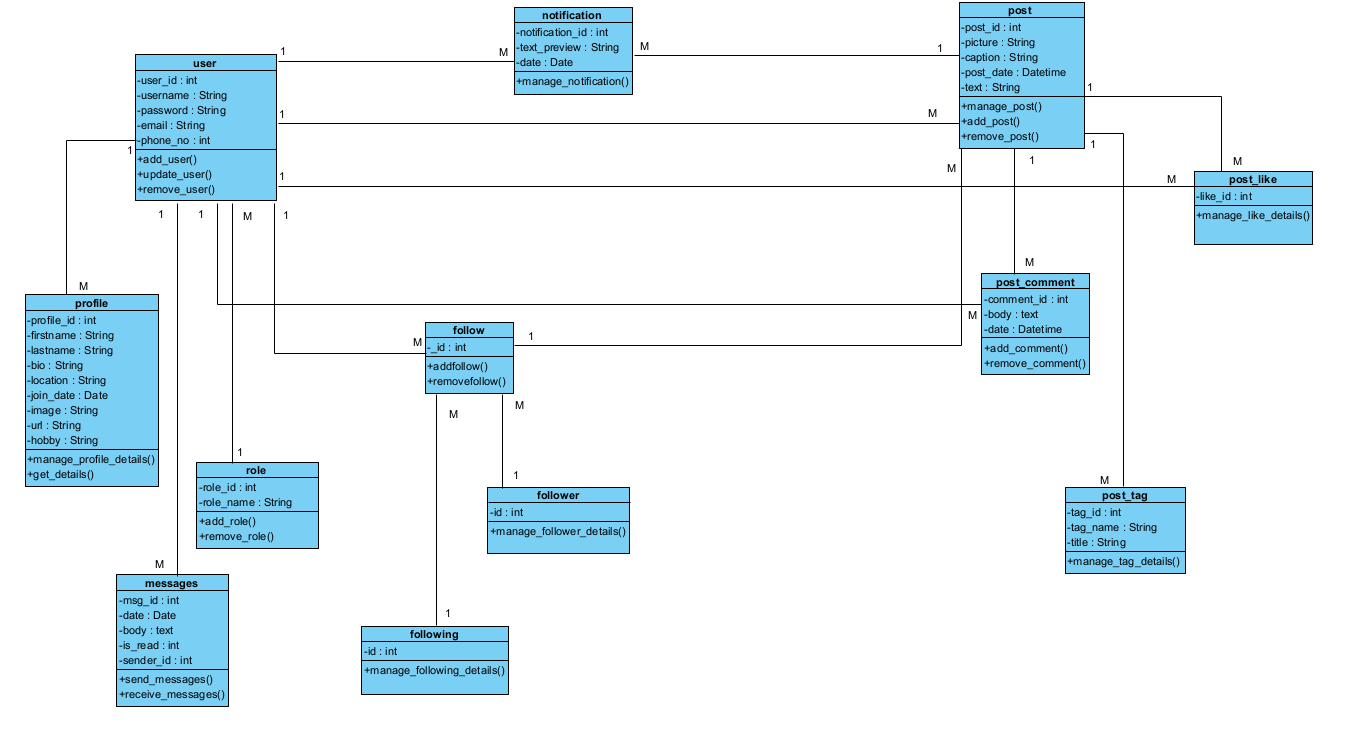 notification
-notification_id : int
-text_preview : String
-date : Date
+manage_notification()
post
-post_id : int
-picture : String
-caption : String
-post_date : Datetime
-text : String
+manage_post()
+add_post()
+remove_post()
user
-user_id : int
-username : String
-password : String
-email : String
-phone_no : int
+add_user()
+update_user()
+remove_user()
1
M
M
1
1
M
1
M
1
M
1
1
M
1
M
1
1
M
1
post_like
-like_id : int
+manage_like_details()
M
M
post_comment
-comment_id : int
-body : text
-date : Datetime
+add_comment()
+remove_comment()
M
profile
-profile_id : int
-firstname : String
-lastname : String
-bio : String
-location : String
-join_date : Date
-image : String
-url : String
-hobby : String
+manage_profile_details()
+get_details()
M
1
follow
-_id : int
+addfollow()
+removefollow()
M
M
1
role
-role_id : int
-role_name : String
+add_role()
+remove_role()
1
follower
-id : int
+manage_follower_details()
M
post_tag
-tag_id : int
-tag_name : String
-title : String
+manage_tag_details()
M
messages
-msg_id : int
-date : Date
-body : text
-is_read : int
-sender_id : int
+send_messages()
+receive_messages()
1
following
-id : int
+manage_following_details()